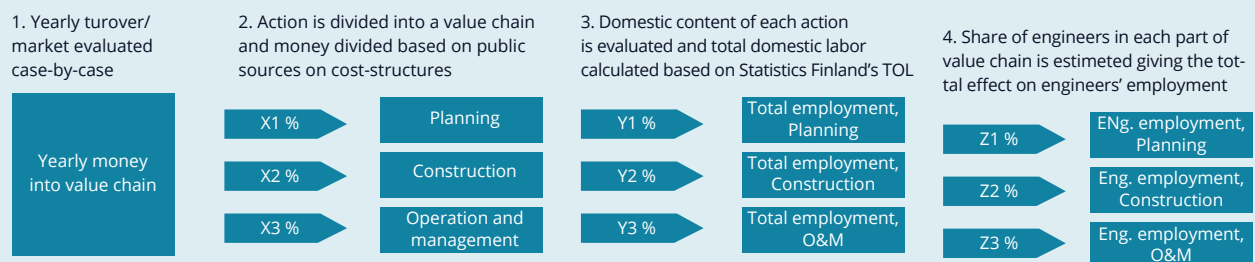 1. Yearly turnover/
market evaluated
case-by-case
Yearly money
into value chain
2. Action is divided into a value chain
and money divided based on public
sources on cost-structures
X1 %
Planning
X2 %
Construction
X3 %
Operation and
management
3. Domestic content of each action
is evaluated and total domestic labor
calculated based on Statistics Finland’s TOL
Y1 %
Total employment,
Planning
Y2 %
Total employment,
Construction
Y3 %
Total employment,
O&M
4. Share of engineers in each part of
value chain is estimeted giving the tot-
tal effect on engineers’ employment
Z1 %
ENg. employment,
Planning
Z2 %
Eng. employment,
Construction
Z3 %
Eng. employment,
O&M